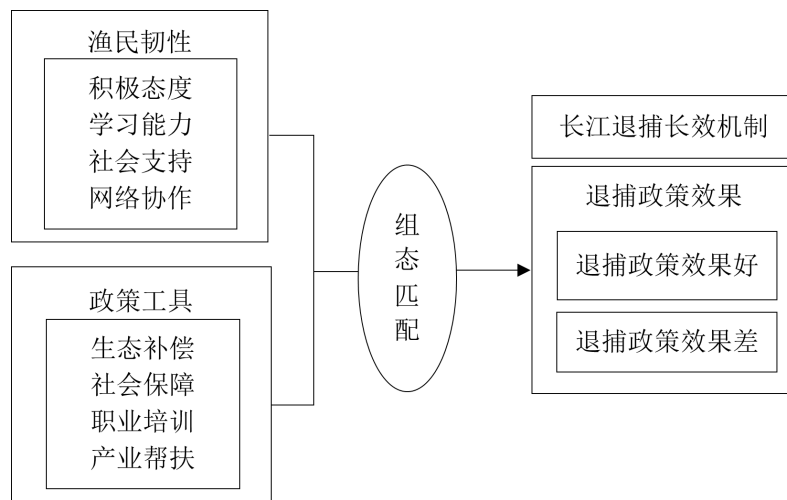 渔民韧性
积极态度
学习能力
社会支持
网络协作
政策工具
生态补偿
社会保障
职业培训
产业帮扶
组
态
匹
配
长江退捕长效机制
退捕政策效果
退捕政策效果好
退捕政策效果差